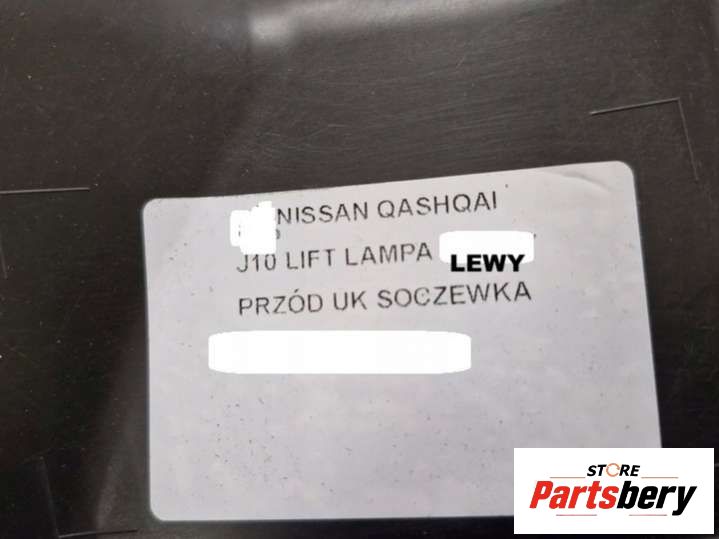 NISSAN QASHQAI
J10 LIFT LAMPA LEWY
PRZÓD UK SOCZEWKA
STORE
Partsbery